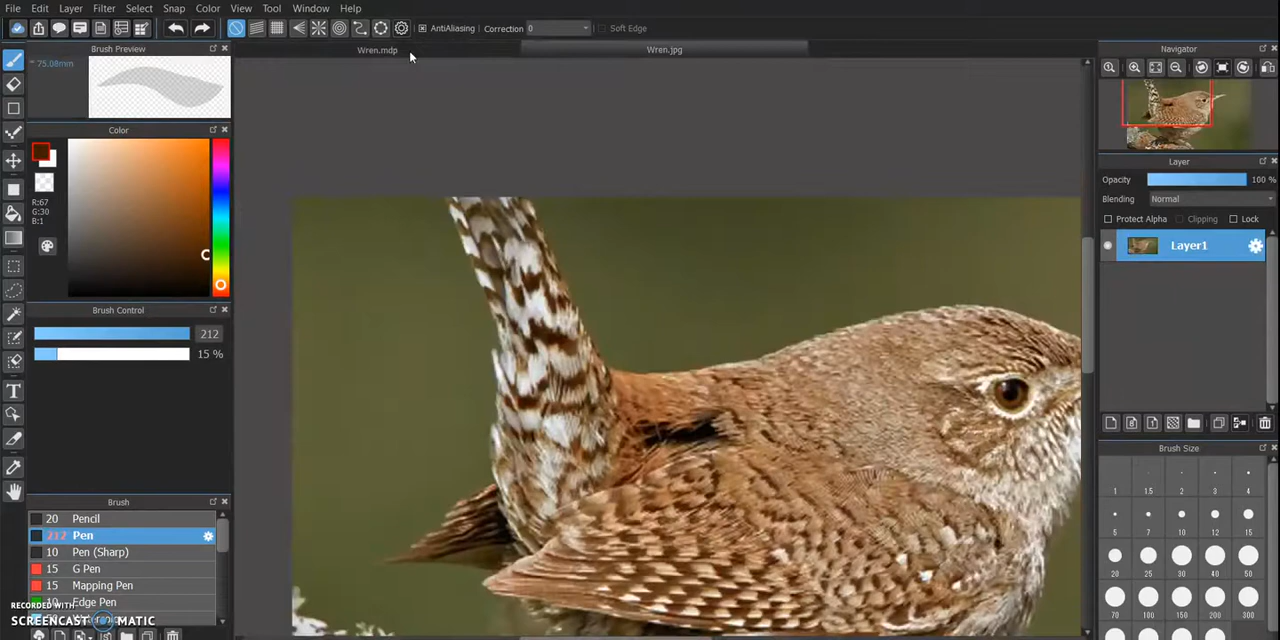 File Edit Layer Filter Select Snap Color View Tool Window Help
AntiAliasing Correction 0 Soft Edge
Brush Preview
Wren.mdp
Wren.jpg
Navigator
75.08mm
Color
R:67
G:30
B:1
Layer
Opacity 100 %
Blending Normal
Protect Alpha Clipping Lock
Layer1
Brush Control
212
15 %
Brush
20 Pencil
212 Pen
10 Pen (Sharp)
15 G Pen
15 Mapping Pen
10 Edge Pen
Brush Size
1 1.5 2 3 4
5 7 10 12 15
20 25 30 40 50
70 100 150 200 300
RECORDED WITH
SCREENCAST MATIC